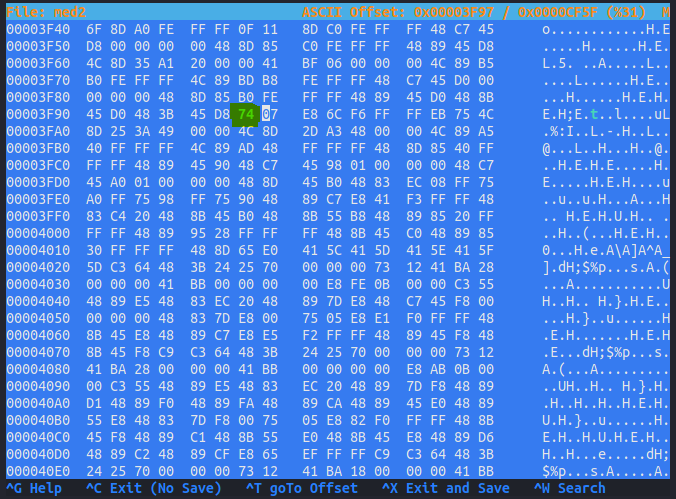 File: med2 ASCII Offset: 0x00003F97 / 0x0000CF5F (%31) M
00003F40 6F 8D A0 FE FF FF 0F 11 8D C0 FE FF FF 48 C7 45 o............H.E
00003F50 D8 00 00 00 00 48 8D 85 C0 FE FF FF 48 89 45 D8 .....H......H.E.
00003F60 4C 8D 35 A1 20 00 00 41 BF 06 00 00 00 4C 89 B5 L.5. ..A.....L..
00003F70 B0 FE FF FF 4C 89 BD B8 FE FF FF 48 C7 45 D0 00 ....L......H.E..
00003F80 00 00 00 48 8D 85 B0 FE FF FF 48 89 45 D0 48 8B ...H......H.E.H.
00003F90 45 D0 48 3B 45 D8 74 07 E8 6C F6 FF FF EB 75 4C E.H;E.t..l....uL
00003FA0 8D 25 3A 49 00 00 4C 8D 2D A3 48 00 00 4C 89 A5 .%:I..L.-.H..L..
00003FB0 40 FF FF FF 4C 89 AD 48 FF FF FF 48 8D 85 40 FF @...L..H...H..@.
00003FC0 FF FF 48 89 45 90 48 C7 45 98 01 00 00 00 48 C7 ..H.E.H.E.....H.
00003FD0 45 A0 01 00 00 00 48 8D 45 B0 48 83 EC 08 FF 75 E.....H.E.H....u
00003FE0 A0 FF 75 98 FF 75 90 48 89 C7 E8 41 F3 FF FF 48 ..u..u.H...A...H
00003FF0 83 C4 20 48 8B 45 B0 48 8B 55 B8 48 89 85 20 FF .. H.E.H.U.H.. .
00004000 FF FF 48 89 95 28 FF FF FF 48 8B 45 C0 48 89 85 ..H..(...H.E.H..
00004010 30 FF FF FF 48 8D 65 E0 41 5C 41 5D 41 5E 41 5F 0...H.e.A\A]A^A_
00004020 5D C3 64 48 3B 24 25 70 00 00 00 73 12 41 BA 28 ].dH;$%p...s.A.(
00004030 00 00 00 41 BB 00 00 00 00 E8 FE 0B 00 00 C3 55 ...A...........U
00004040 48 89 E5 48 83 EC 20 48 89 7D E8 48 C7 45 F8 00 H..H.. H.}.H.E..
00004050 00 00 00 48 83 7D E8 00 75 05 E8 E1 F0 FF FF 48 ...H.}..u......H
00004060 8B 45 E8 48 89 C7 E8 E5 F2 FF FF 48 89 45 F8 48 .E.H.......H.E.H
00004070 8B 45 F8 C9 C3 64 48 3B 24 25 70 00 00 00 73 12 .E...dH;$%p...s.
00004080 41 BA 28 00 00 00 41 BB 00 00 00 00 E8 AB 0B 00 A.(...A.........
00004090 00 C3 55 48 89 E5 48 83 EC 20 48 89 7D F8 48 89 ..UH..H.. H.}.H.
000040A0 D1 48 89 F0 48 89 FA 48 89 CA 48 89 45 E0 48 89 .H..H..H..H.E.H.
000040B0 55 E8 48 83 7D F8 00 75 05 E8 82 F0 FF FF 48 8B U.H.}..u......H.
000040C0 45 F8 48 89 C1 48 8B 55 E0 48 8B 45 E8 48 89 D6 E.H..H.U.H.E.H..
000040D0 48 89 C2 48 89 CF E8 65 EF FF FF C9 C3 64 48 3B H..H...e.....dH;
000040E0 24 25 70 00 00 00 73 12 41 BA 18 00 00 00 41 BB $%p...s.A.....A.
^G Help ^C Exit (No Save) ^T goTo Offset ^X Exit and Save ^W Search